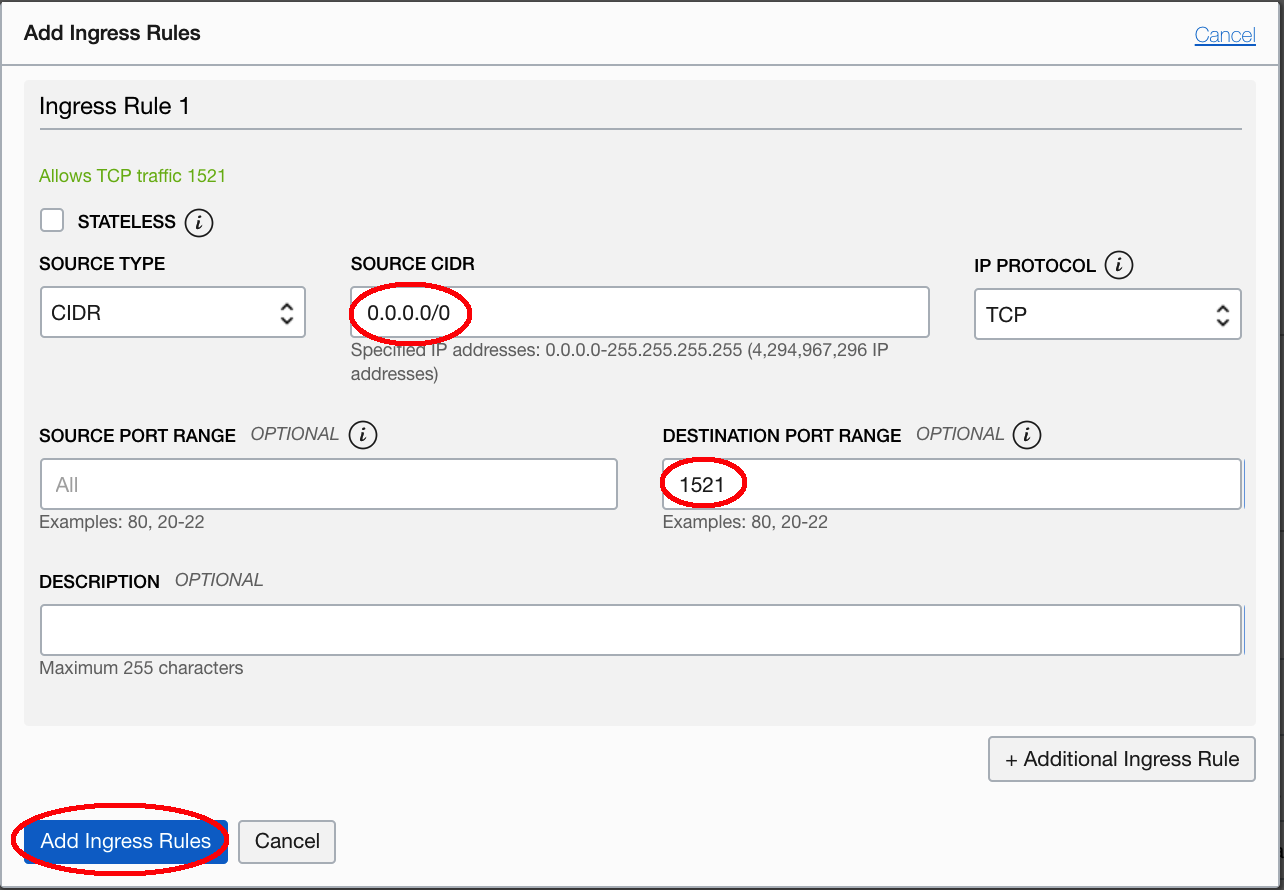 Add Ingress Rules
Cancel
Ingress Rule 1
Allows TCP traffic 1521
STATELESS i
SOURCE TYPE
SOURCE CIDR
IP PROTOCOL i
CIDR
0.0.0.0/0
TCP
Specified IP addresses: 0.0.0.0-255.255.255.255 (4,294,967,296 IP
addresses)
SOURCE PORT RANGE OPTIONAL i
DESTINATION PORT RANGE OPTIONAL i
All
1521
Examples: 80, 20-22
Examples: 80, 20-22
DESCRIPTION OPTIONAL
Maximum 255 characters
+ Additional Ingress Rule
Add Ingress Rules
Cancel